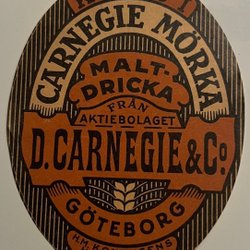 CARNEGIE MÖRKA
MALT-
DRICKA
FRÅN
AKTIEBOLAGET
D. CARNEGIE & Cº
GÖTEBORG